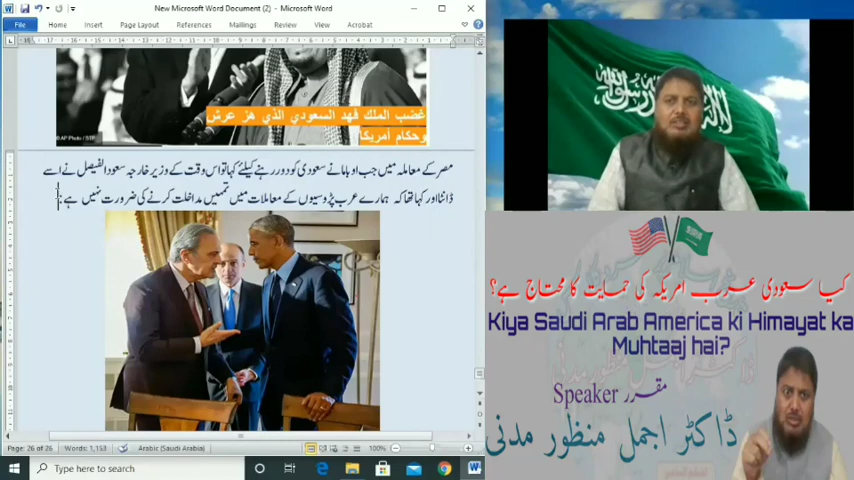 New Microsoft Word Document (2) - Microsoft Word
File Home Insert Page Layout References Mailings Review View Acrobat
غضب الملك فهد السعودي الذي هز عرش
وحكام أمريكا
©AP Photo / STR
مصر کے معاملہ میں جب اوباما نے سعودی کو دور رہنے کیلئے کہا تو اس وقت کے وزیر خارجہ سعود الفیصل نے اسے
ڈانٹا اور کہا تھا کہ ہمارے عرب پڑوسیوں کے معاملات میں تمہیں مداخلت کرنے کی ضرورت نہیں ہے:
Page: 26 of 26 Words: 1,153 Arabic (Saudi Arabia) 100%
Type here to search
کیا سعودی عرب امریکہ کی حمایت کا محتاج ہے؟
Kiya Saudi Arab America ki Himayat ka
Muhtaaj hai?
Speaker مقرر
ڈاکٹر اجمل منظور مدنی